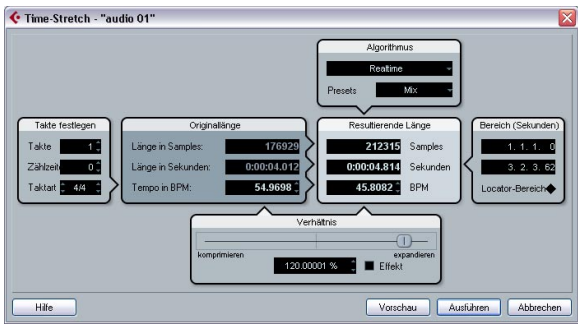 Time-Stretch - "audio 01"
Algorithmus
Realtime
Presets Mix
Takte festlegen
Takte 1
Zählzeite 0
Taktart 4/4
Originallänge
Länge in Samples: 176929
Länge in Sekunden: 0:00:04.012
Tempo in BPM: 54.9698
Resultierende Länge
212315 Samples
0:00:04.814 Sekunden
45.8082 BPM
Bereich (Sekunden)
1. 1. 1. 0
3. 2. 3. 62
Locator-Bereich
Verhältnis
komprimieren expandieren
120.00001 % Effekt
Hilfe Vorschau Ausführen Abbrechen